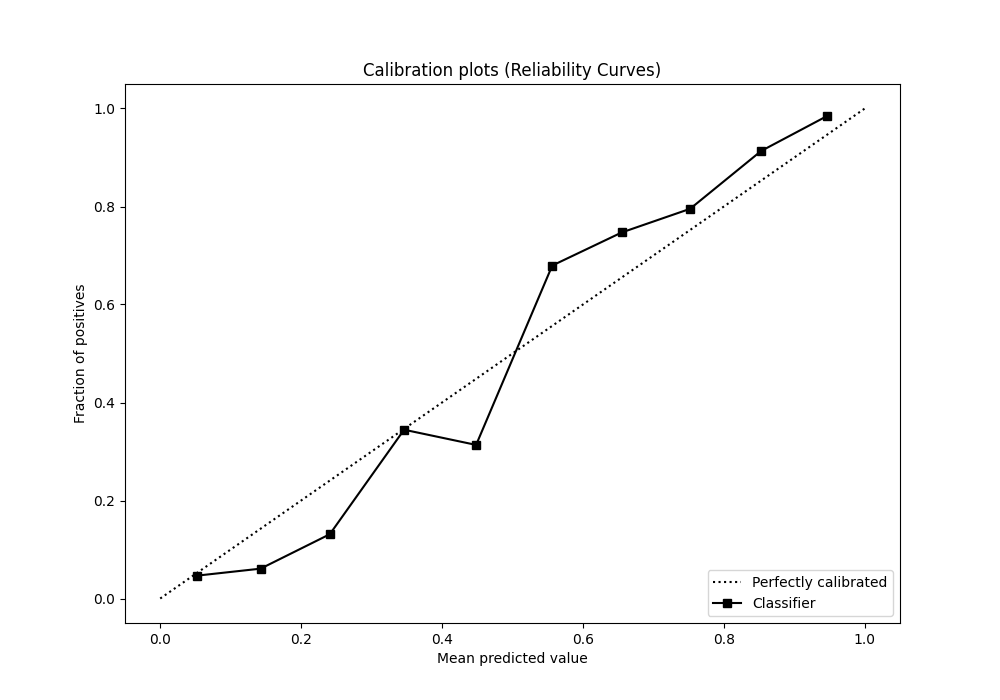 Calibration plots (Reliability Curves)
1.0
0.8
0.6
0.4
0.2
0.0
Fraction of positives
Perfectly calibrated
Classifier
0.0 0.2 0.4 0.6 0.8 1.0
Mean predicted value